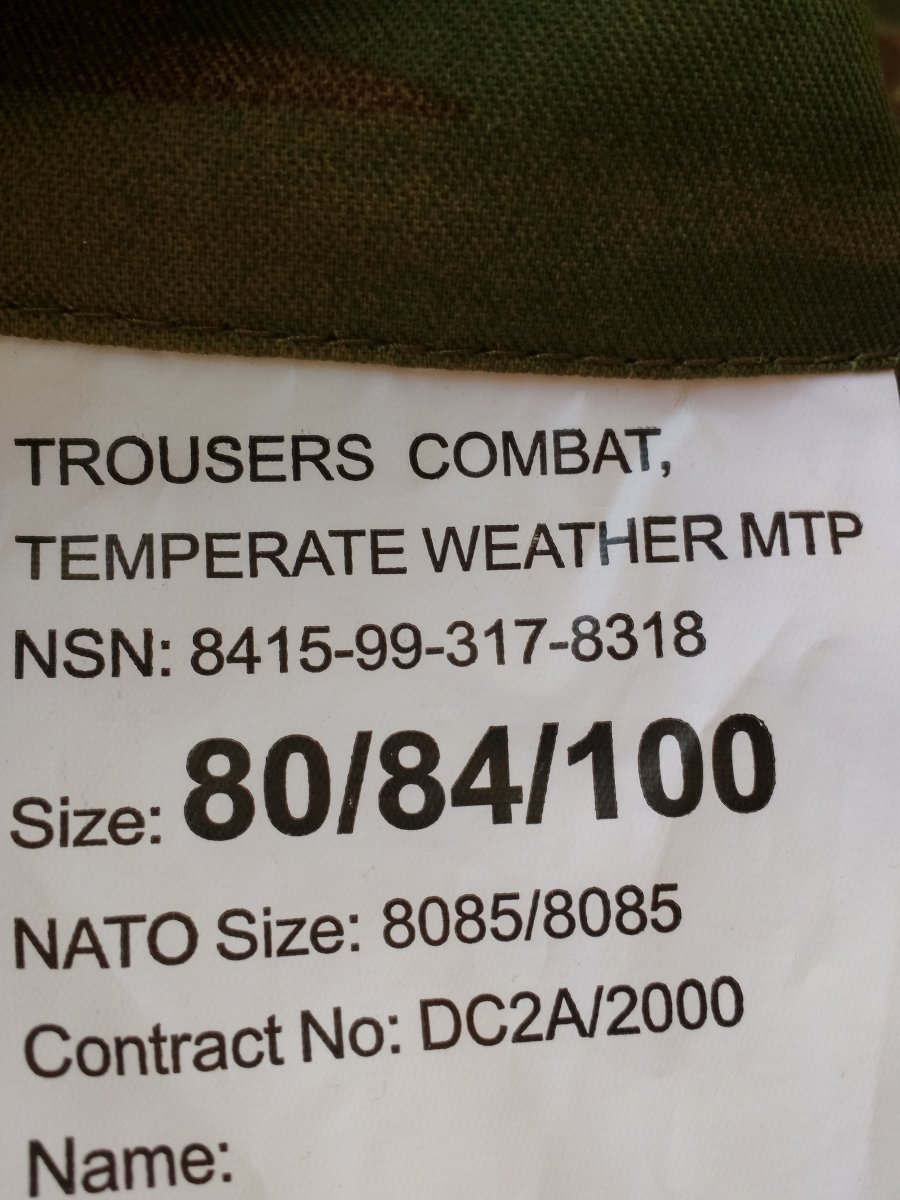 TROUSERS COMBAT,
TEMPERATE WEATHER MTP
NSN: 8415-99-317-8318
Size: 80/84/100
NATO Size: 8085/8085
Contract No: DC2A/2000
Name: